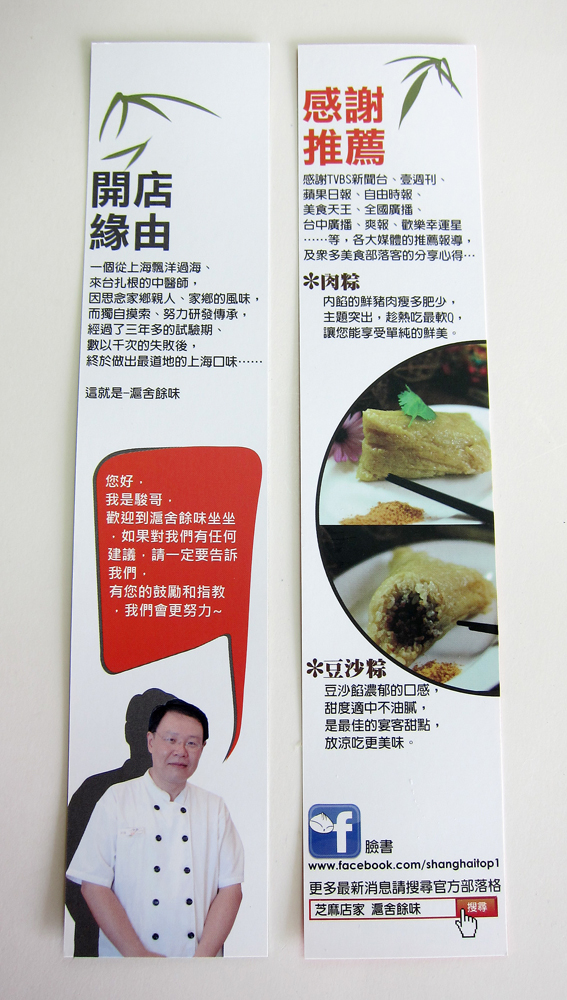 開店
緣由
一個從上海飄洋過海、
來台扎根的中醫師，
因思念家鄉親人、家鄉的風味，
而獨自摸索、努力研發傳承，
經過了三年多的試驗期、
數以千次的失敗後，
終於做出最道地的上海口味……
這就是-滬舍餘味
您好．
我是駿哥．
歡迎到滬舍餘味坐坐
．如果對我們有任何
建議．請一定要告訴
我們．
有您的鼓勵和指教
．我們會更努力~
感謝
推薦
感謝TVBS新聞台、壹週刊、
蘋果日報、自由時報、
美食天王、全國廣播、
台中廣播、爽報、歡樂幸運星
……等，各大媒體的推薦報導，
及眾多美食部落客的分享心得…
＊肉粽
內餡的鮮豬肉瘦多肥少，
主題突出，趁熱吃最軟Q，
讓您能享受單純的鮮美。
＊豆沙粽
豆沙餡濃郁的口感，
甜度適中不油膩，
是最佳的宴客甜點，
放涼吃更美味。
f 臉書
www.facebook.com/shanghaitop1
更多最新消息請搜尋官方部落格
芝麻店家 滬舍餘味 搜尋